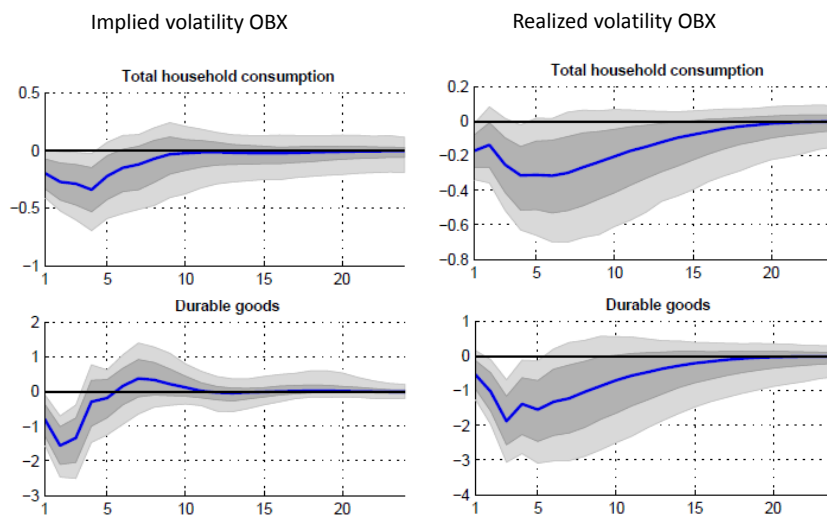 Implied volatility OBX
Realized volatility OBX
Total household consumption
0.5
0
−0.5
−1
1 5 10 15 20
Total household consumption
0.2
0
−0.2
−0.4
−0.6
−0.8
1 5 10 15 20
Durable goods
2
1
0
−1
−2
−3
1 5 10 15 20
Durable goods
1
0
−1
−2
−3
−4
1 5 10 15 20